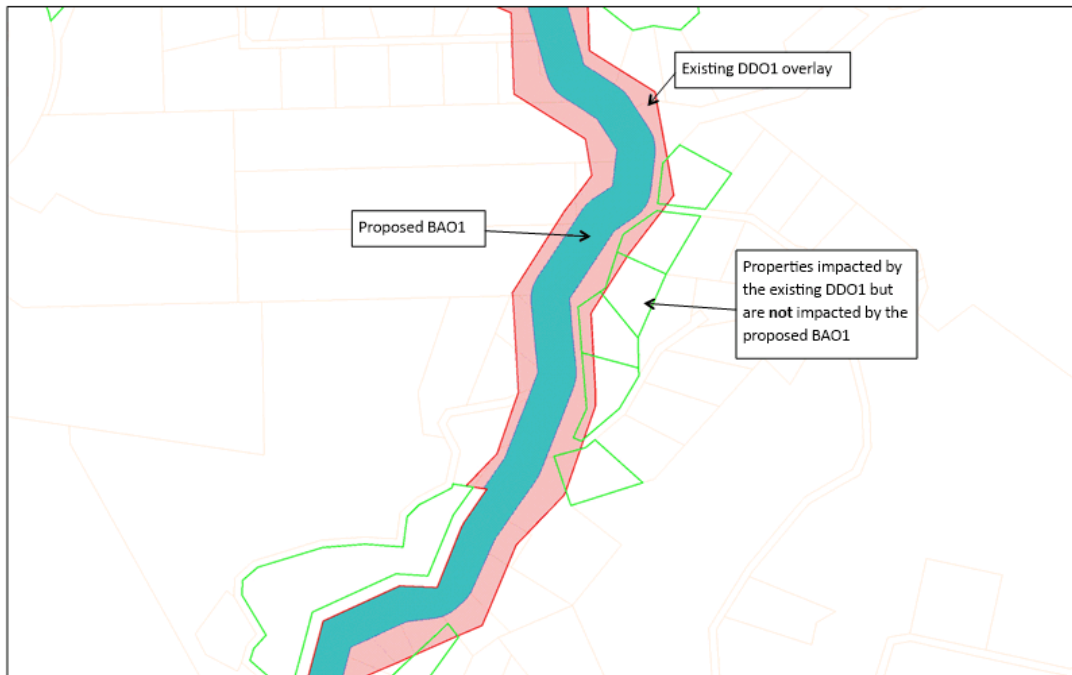 Existing DDO1 overlay
Proposed BAO1
Properties impacted by
the existing DDO1 but
are not impacted by the
proposed BAO1